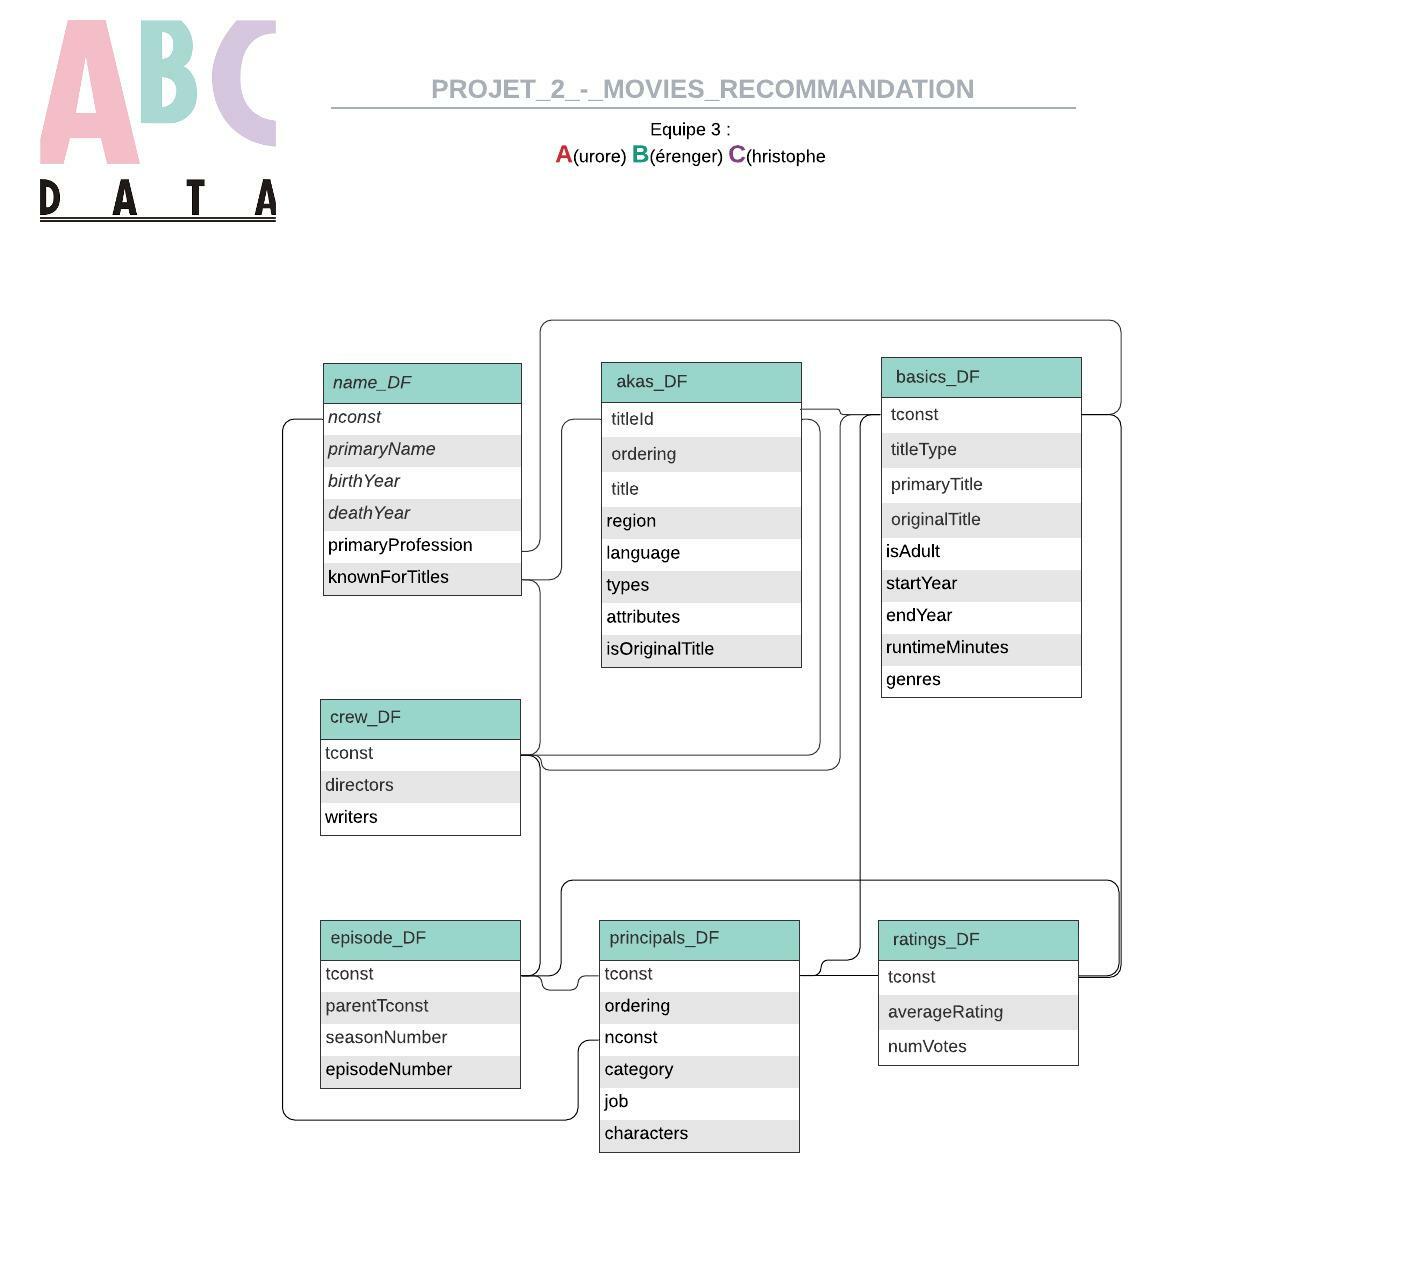 ABC
DATA
PROJET_2_-_MOVIES_RECOMMANDATION
Equipe 3 :
A(urore) B(érenger) C(hristophe
name_DF
nconst
primaryName
birthYear
deathYear
primaryProfession
knownForTitles
akas_DF
titleId
ordering
title
region
language
types
attributes
isOriginalTitle
basics_DF
tconst
titleType
primaryTitle
originalTitle
isAdult
startYear
endYear
runtimeMinutes
genres
crew_DF
tconst
directors
writers
episode_DF
tconst
parentTconst
seasonNumber
episodeNumber
principals_DF
tconst
ordering
nconst
category
job
characters
ratings_DF
tconst
averageRating
numVotes